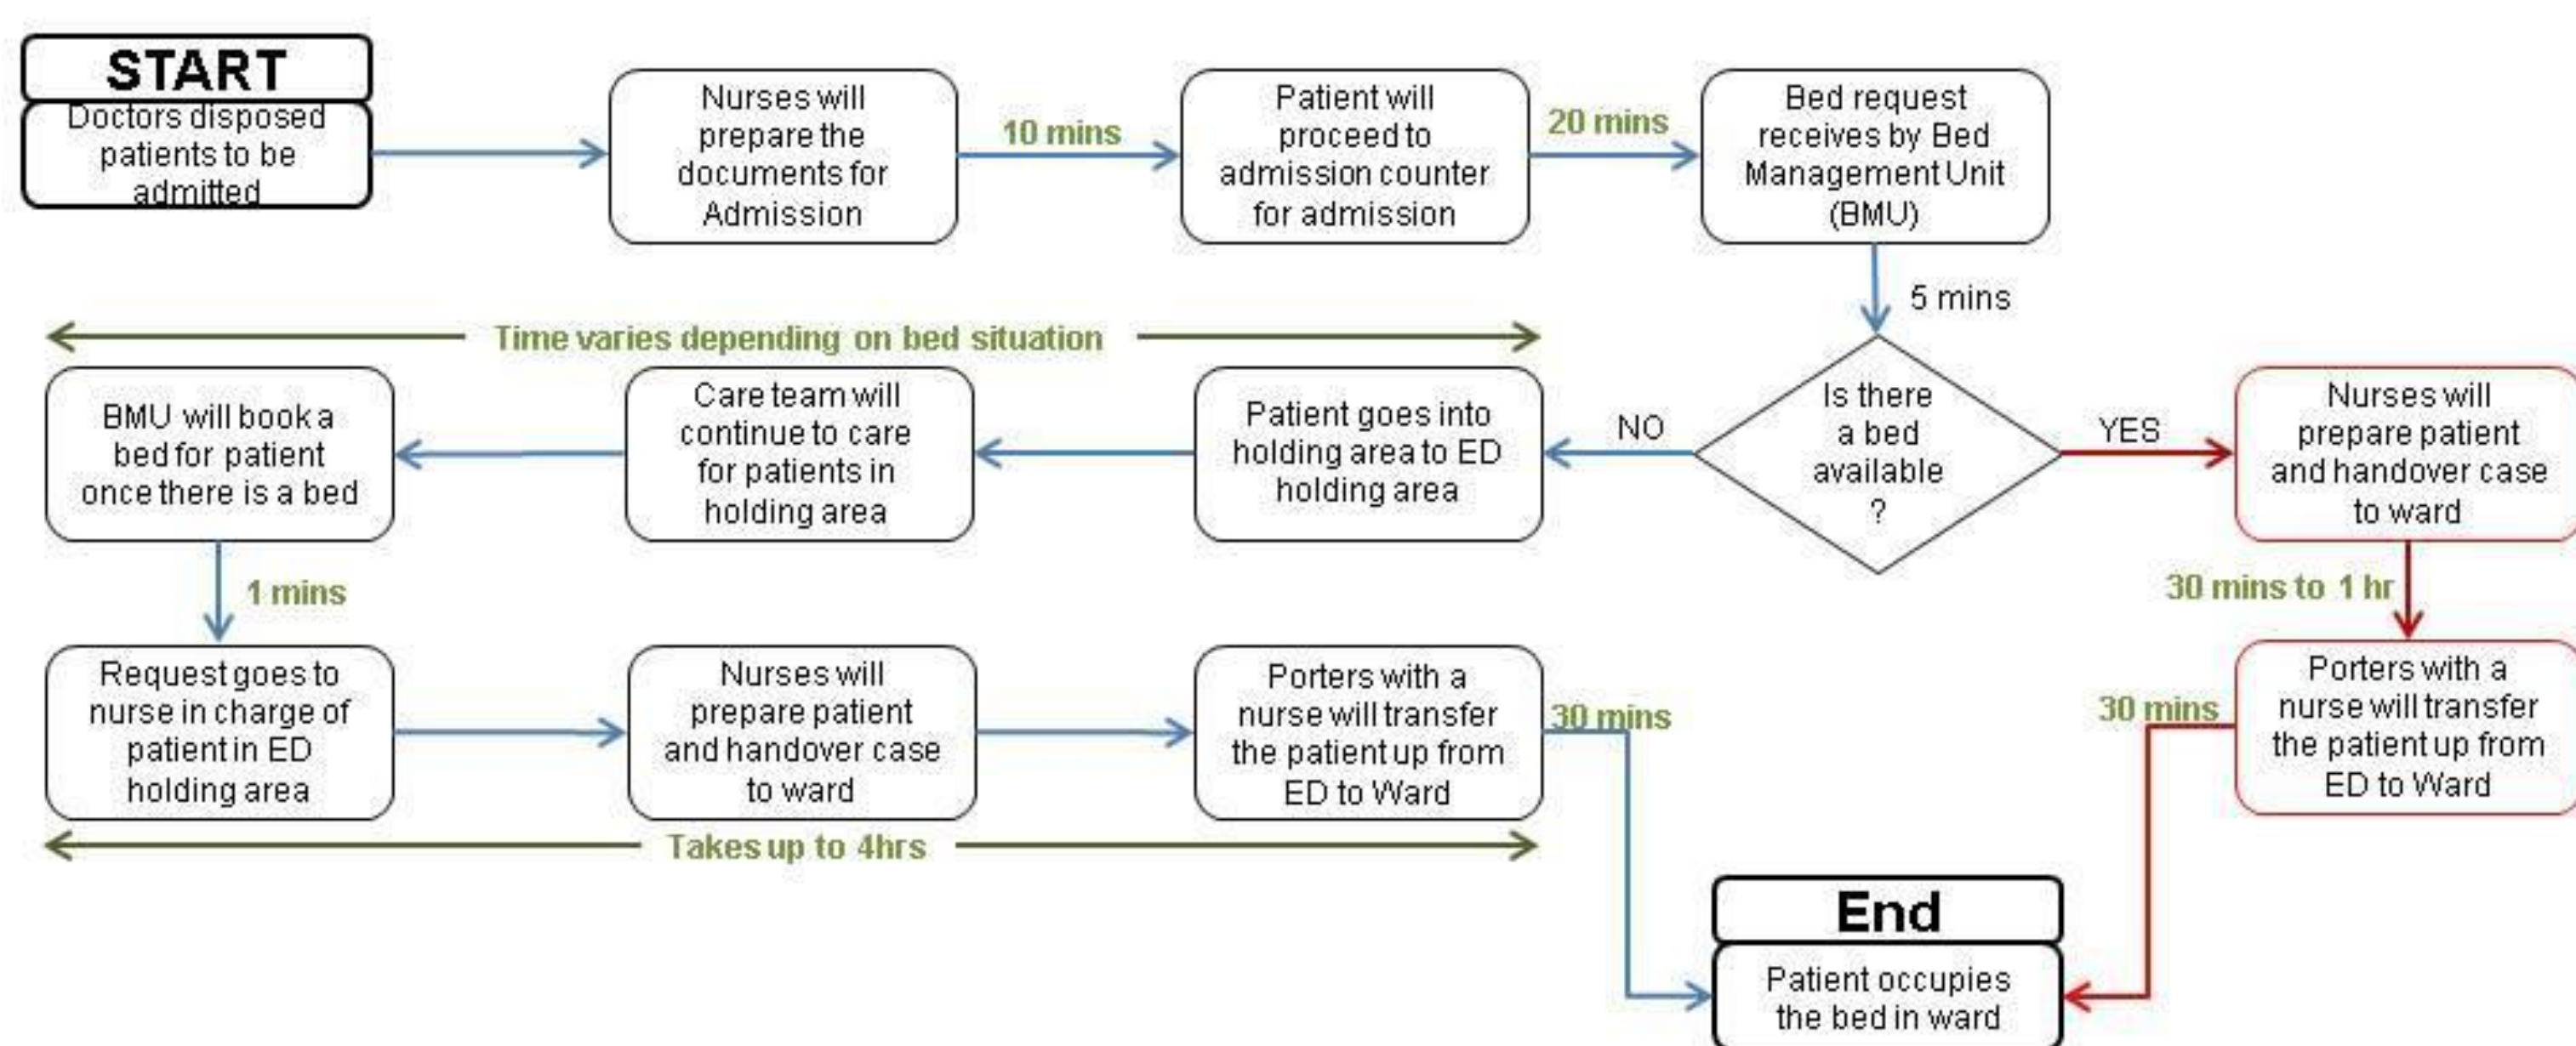 START
Doctors disposed
patients to be
admitted
Nurses will
prepare the
documents for
Admission
10 mins
Patient will
proceed to
admission counter
for admission
20 mins
Bed request
receives by Bed
Management Unit
(BMU)
5 mins
Is there
a bed
available
?
YES
Nurses will
prepare patient
and handover case
to ward
30 mins to 1 hr
Porters with a
nurse will transfer
the patient up from
ED to Ward
30 mins
NO
Time varies depending on bed situation
Patient goes into
holding area to ED
holding area
Care team will
continue to care
for patients in
holding area
BMU will book a
bed for patient
once there is a bed
1 mins
Request goes to
nurse in charge of
patient in ED
holding area
Nurses will
prepare patient
and handover case
to ward
Porters with a
nurse will transfer
the patient up from
ED to Ward
30 mins
Takes up to 4hrs
End
Patient occupies
the bed in ward